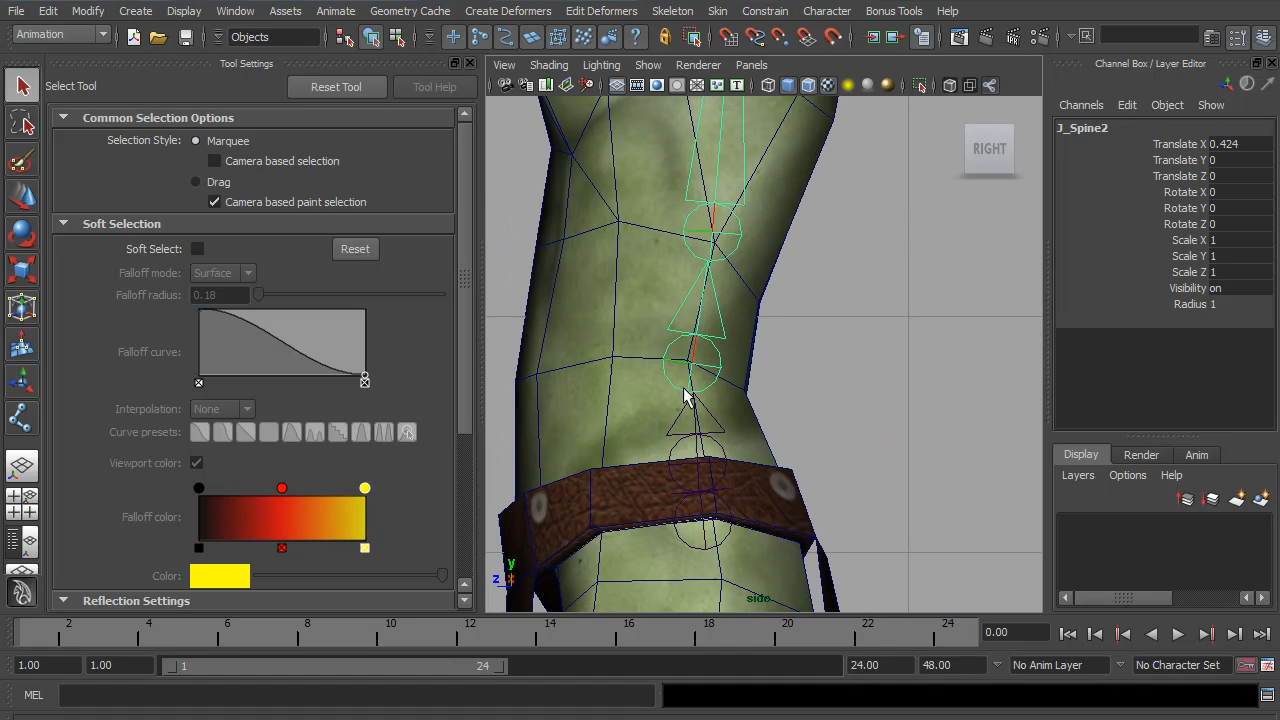 File Edit Modify Create Display Window Assets Animate Geometry Cache Create Deformers Edit Deformers Skeleton Skin Constrain Character Bonus Tools Help
Animation Objects
Tool Settings
Select Tool Reset Tool Tool Help
Common Selection Options
Selection Style: Marquee
Camera based selection
Drag
Camera based paint selection
Soft Selection
Soft Select: Reset
Falloff mode: Surface
Falloff radius: 0.18
Falloff curve:
Interpolation: None
Curve presets:
Viewport color:
Falloff color:
Color:
Reflection Settings
View Shading Lighting Show Renderer Panels
RIGHT
y
z x
side
Channel Box / Layer Editor
Channels Edit Object Show
J_Spine2
Translate X 0.424
Translate Y 0
Translate Z 0
Rotate X 0
Rotate Y 0
Rotate Z 0
Scale X 1
Scale Y 1
Scale Z 1
Visibility on
Radius 1
Display Render Anim
Layers Options Help
2 4 6 8 10 12 14 16 18 20 22 24 0.00
1.00 1.00 1 24 24.00 48.00 No Anim Layer No Character Set
MEL